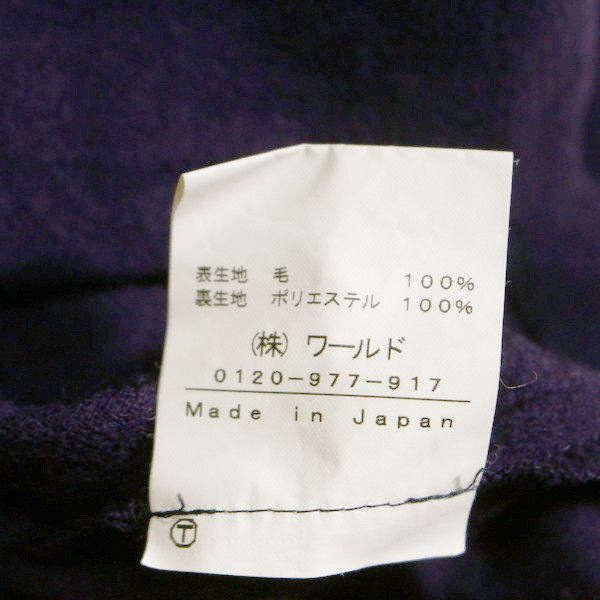 表生地 毛 100%
裏生地 ポリエステル 100%
(株) ワールド
0120-977-917
Made in Japan
T